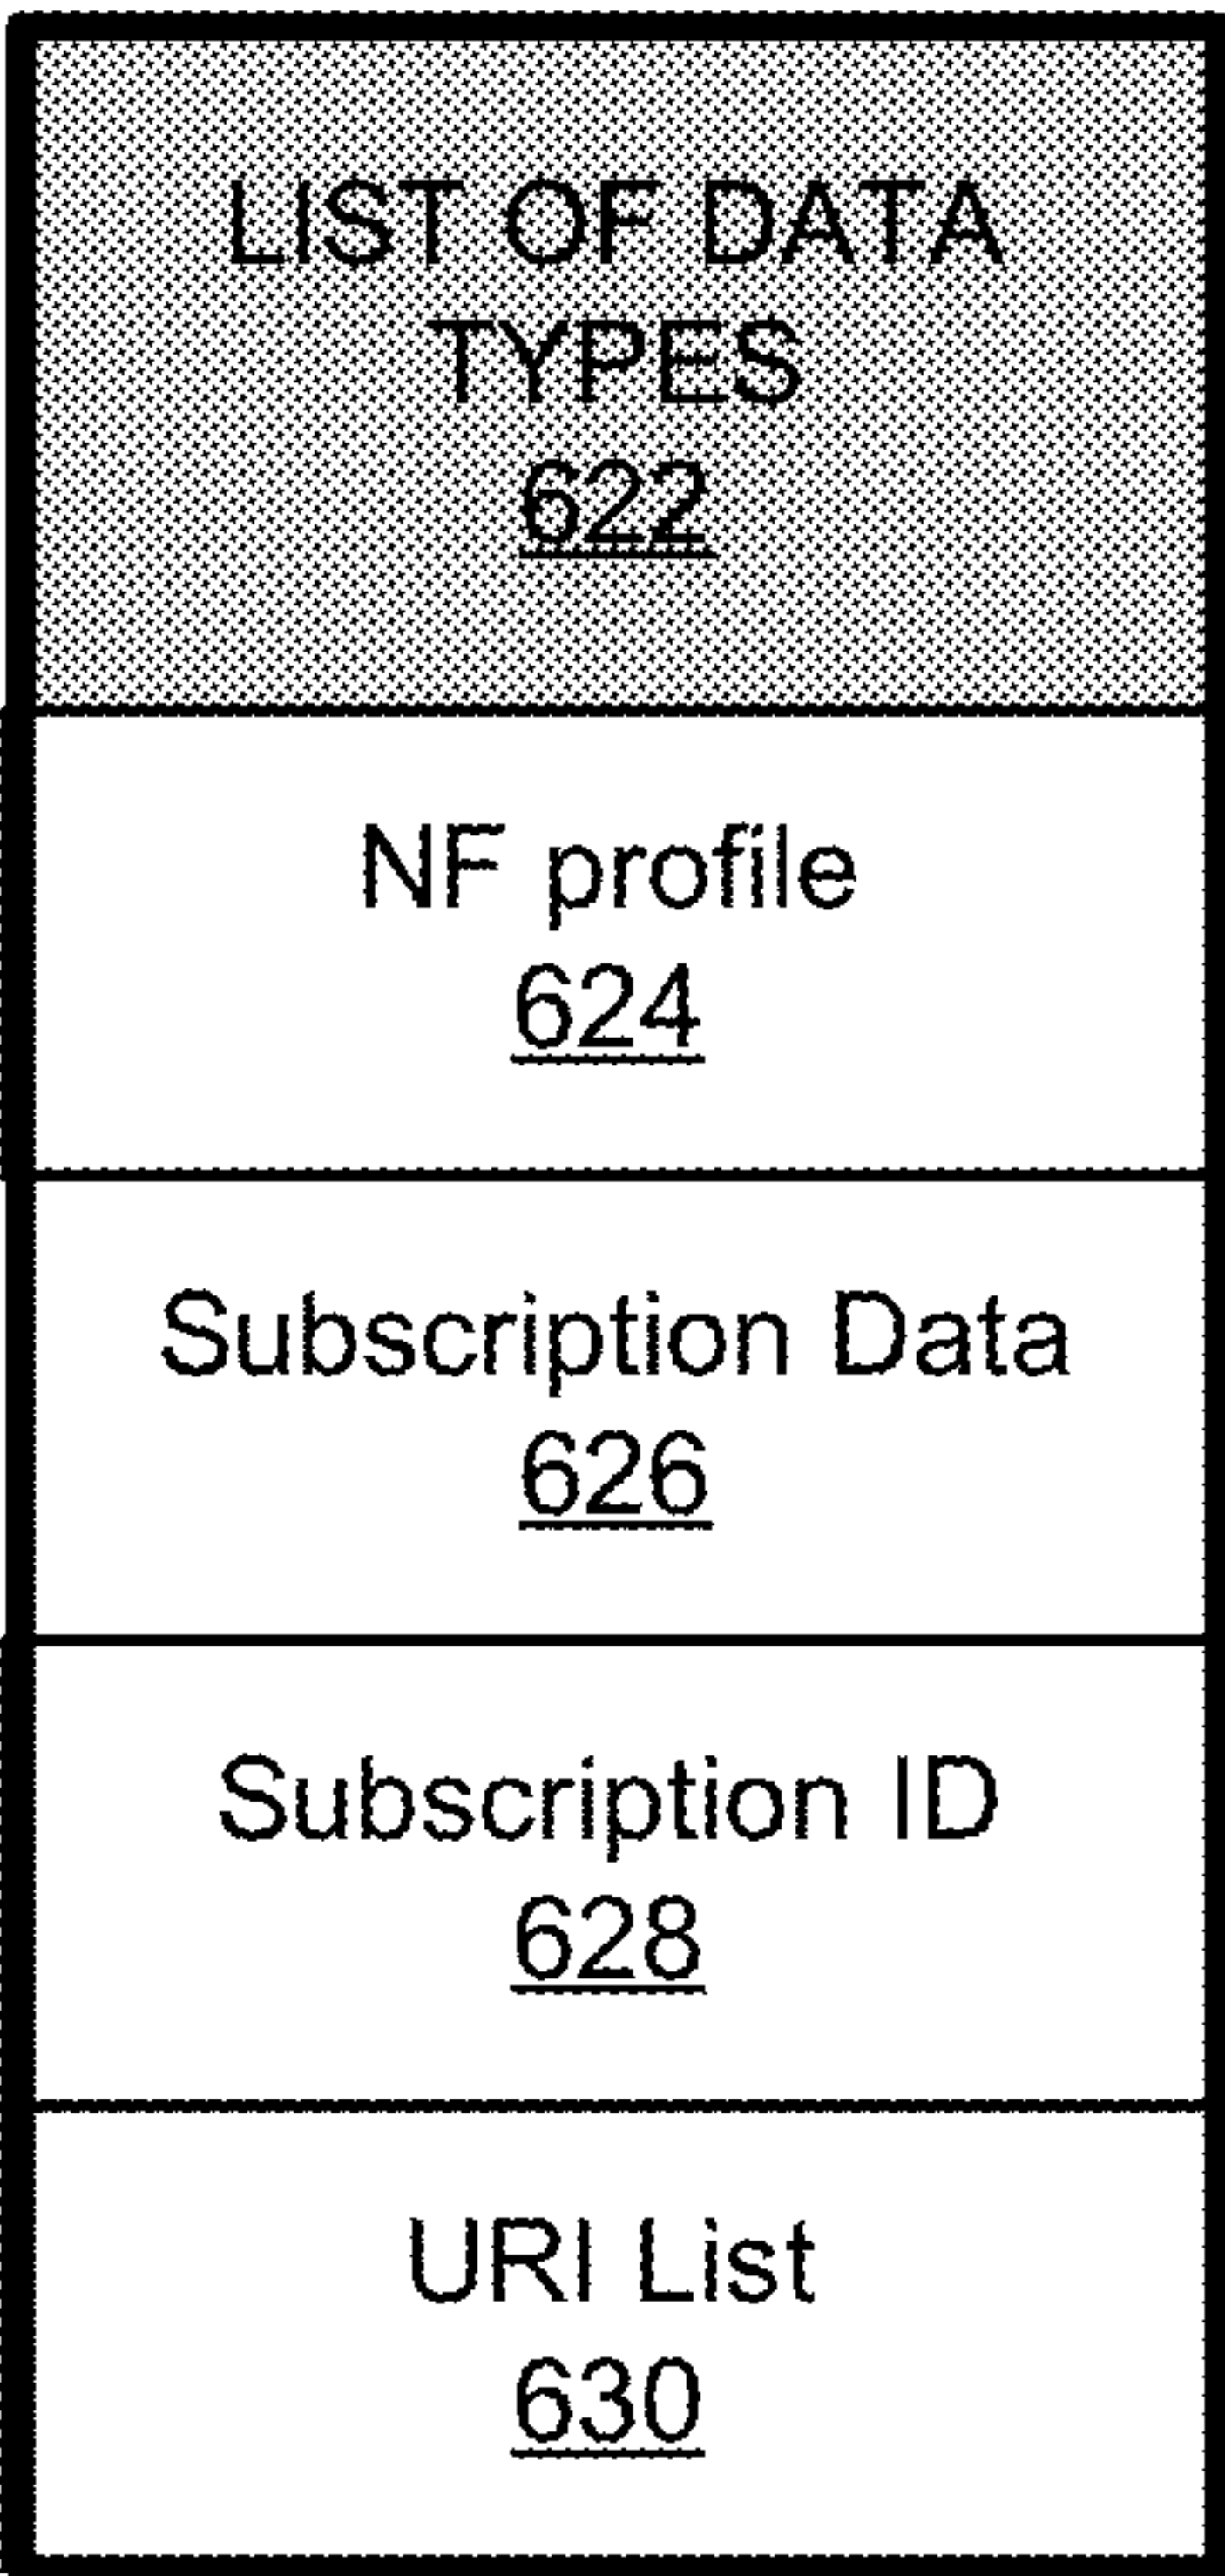 LIST OF DATA
TYPES
622
NF profile
624
Subscription Data
626
Subscription ID
628
URI List
630